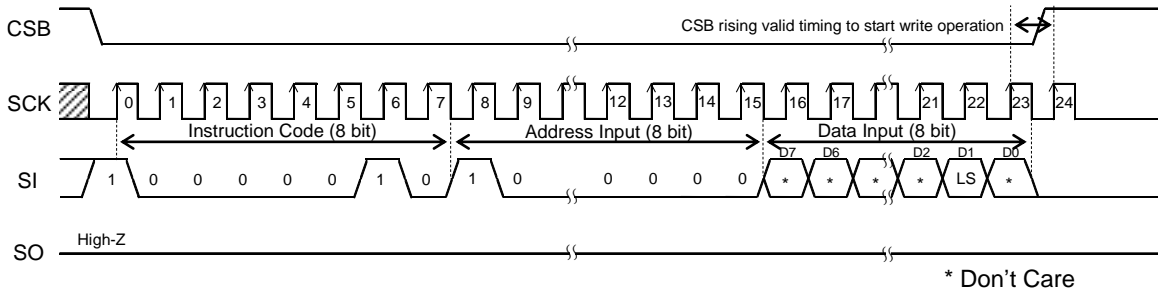 CSB
CSB rising valid timing to start write operation
SCK
0 1 2 3 4 5 6 7 8 9 12 13 14 15 16 17 21 22 23 24
Instruction Code (8 bit) Address Input (8 bit) Data Input (8 bit)
D7 D6 D2 D1 D0
SI
1 0 0 0 0 0 1 0 1 0 0 0 0 0 * * * * LS *
High-Z
SO
* Don't Care